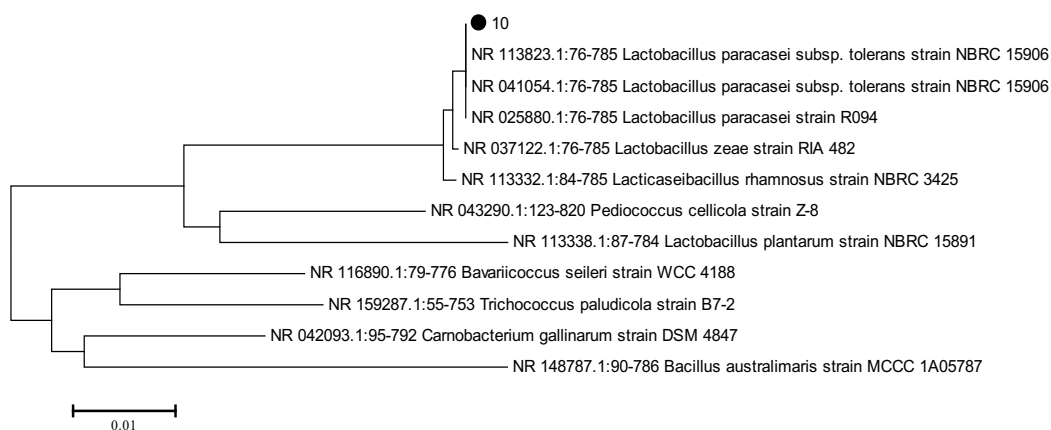 10
NR 113823.1:76-785 Lactobacillus paracasei subsp. tolerans strain NBRC 15906
NR 041054.1:76-785 Lactobacillus paracasei subsp. tolerans strain NBRC 15906
NR 025880.1:76-785 Lactobacillus paracasei strain R094
NR 037122.1:76-785 Lactobacillus zeae strain RIA 482
NR 113332.1:84-785 Lacticaseibacillus rhamnosus strain NBRC 3425
NR 043290.1:123-820 Pediococcus cellicola strain Z-8
NR 113338.1:87-784 Lactobacillus plantarum strain NBRC 15891
NR 116890.1:79-776 Bavariicoccus seileri strain WCC 4188
NR 159287.1:55-753 Trichococcus paludicola strain B7-2
NR 042093.1:95-792 Carnobacterium gallinarum strain DSM 4847
NR 148787.1:90-786 Bacillus australimaris strain MCCC 1A05787
0.01